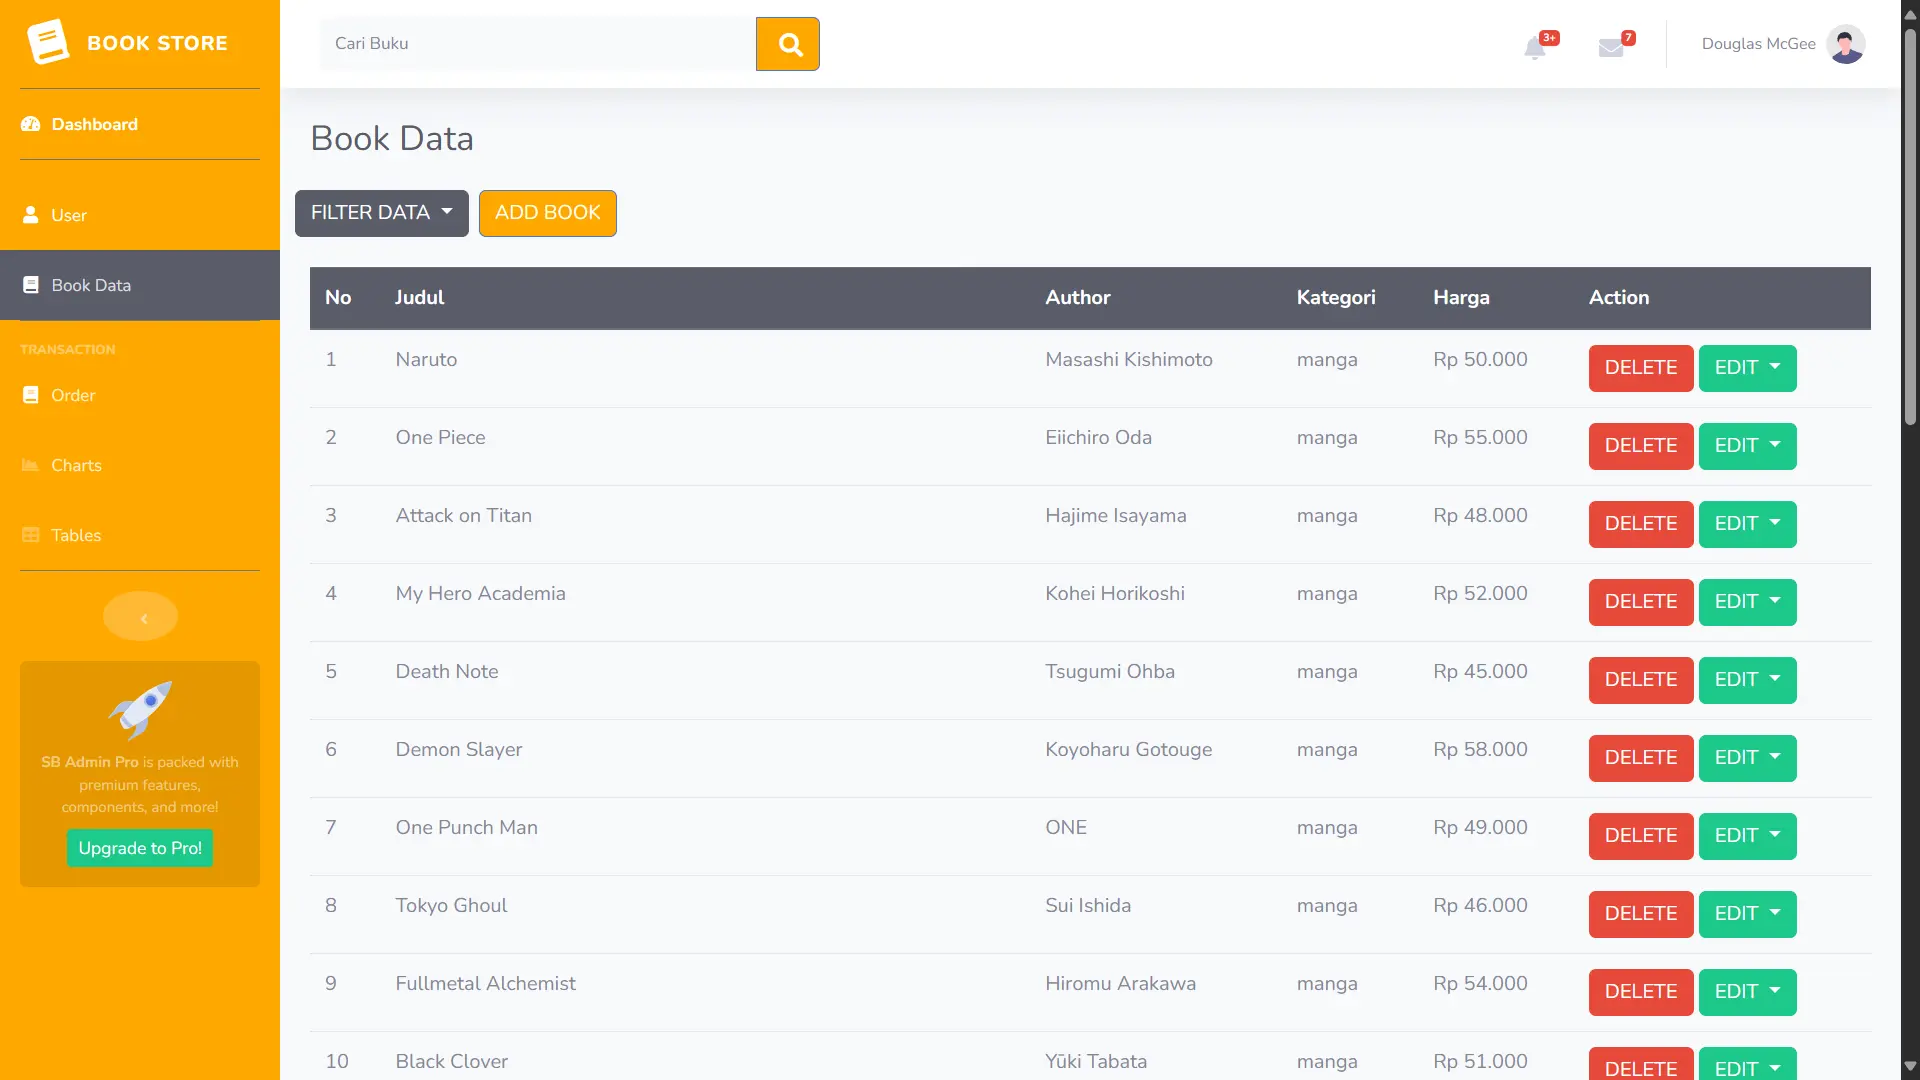 BOOK STORE
Dashboard
User
Book Data
TRANSACTION
Order
Charts
Tables
SB Admin Pro is packed with
premium features,
components, and more!
Upgrade to Pro!
Cari Buku
3+
7
Douglas McGee
Book Data
FILTER DATA
ADD BOOK
No Judul Author Kategori Harga Action
1 Naruto Masashi Kishimoto manga Rp 50.000 DELETE EDIT
2 One Piece Eiichiro Oda manga Rp 55.000 DELETE EDIT
3 Attack on Titan Hajime Isayama manga Rp 48.000 DELETE EDIT
4 My Hero Academia Kohei Horikoshi manga Rp 52.000 DELETE EDIT
5 Death Note Tsugumi Ohba manga Rp 45.000 DELETE EDIT
6 Demon Slayer Koyoharu Gotouge manga Rp 58.000 DELETE EDIT
7 One Punch Man ONE manga Rp 49.000 DELETE EDIT
8 Tokyo Ghoul Sui Ishida manga Rp 46.000 DELETE EDIT
9 Fullmetal Alchemist Hiromu Arakawa manga Rp 54.000 DELETE EDIT
10 Black Clover Yūki Tabata manga Rp 51.000 DELETE EDIT